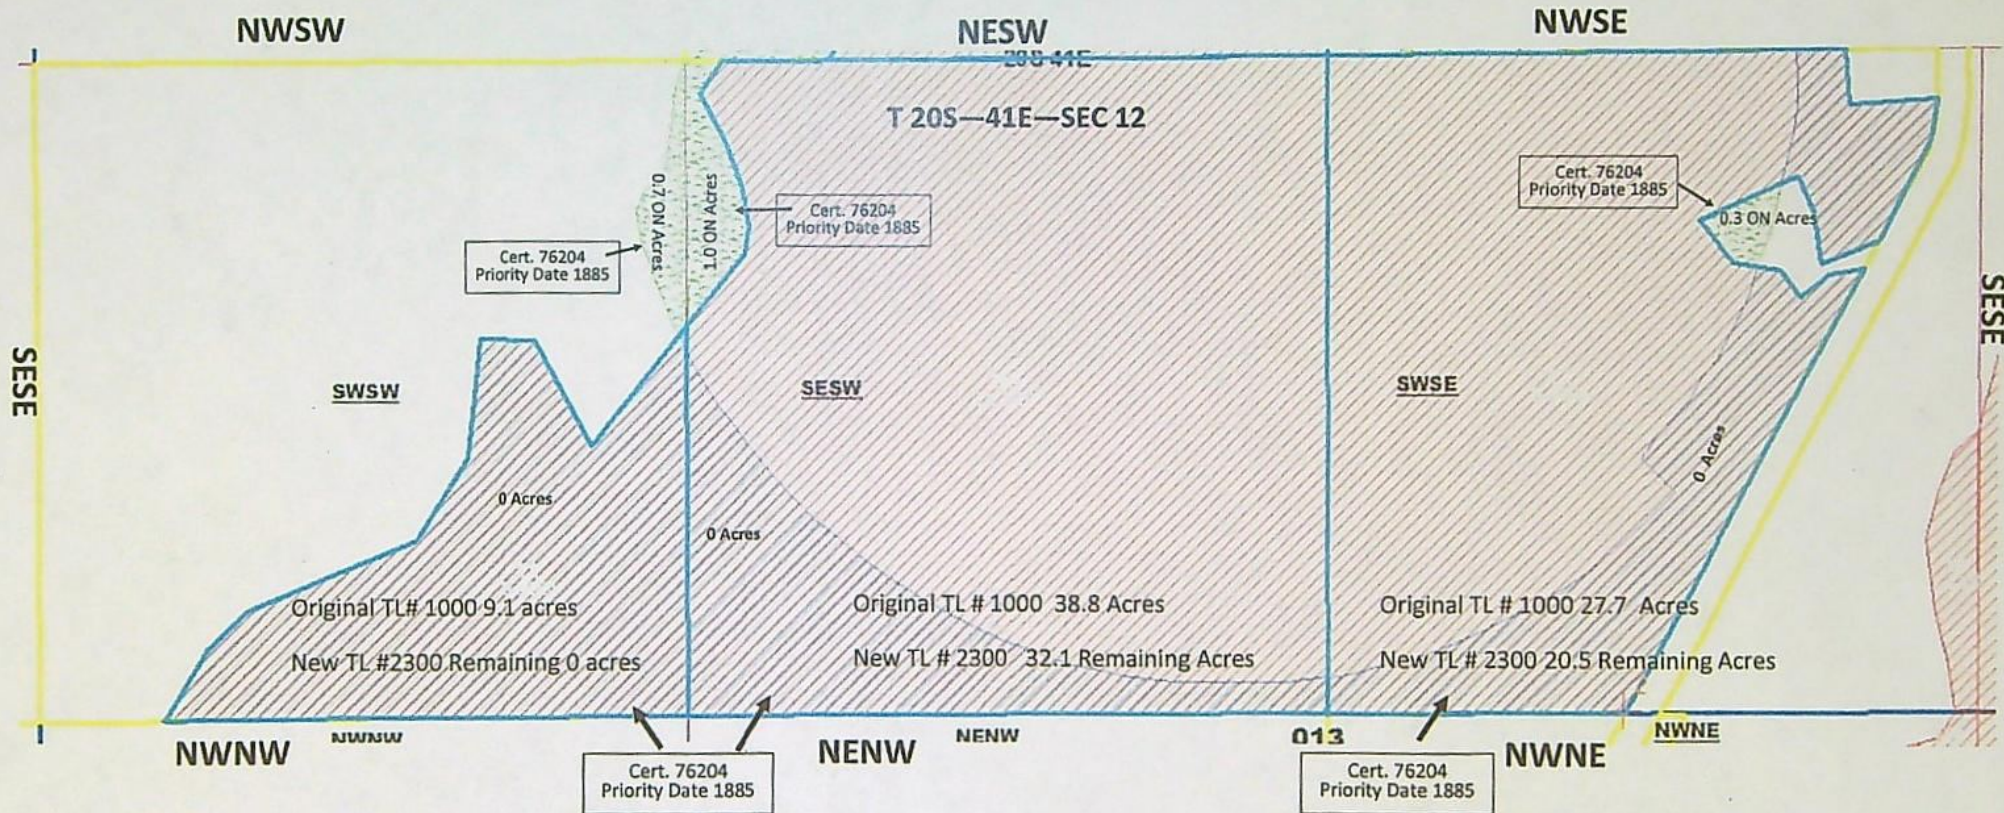 NWSW
NESW
NWSE
T 20S—41E—SEC 12
Cert. 76204
Priority Date 1885
0.3 ON Acres
0.7 ON Acres
1.0 ON Acres
Cert. 76204
Priority Date 1885
Cert. 76204
Priority Date 1885
SESE
SESE
SWSW
SESW
SWSE
0 Acres
0 Acres
0 Acres
Original TL# 1000 9.1 acres
New TL #2300 Remaining 0 acres
Original TL # 1000 38.8 Acres
New TL # 2300 32.1 Remaining Acres
Original TL # 1000 27.7 Acres
New TL # 2300 20.5 Remaining Acres
NWNW
NWNW
NENW
NENW
013
NWNE
NWNE
Cert. 76204
Priority Date 1885
Cert. 76204
Priority Date 1885